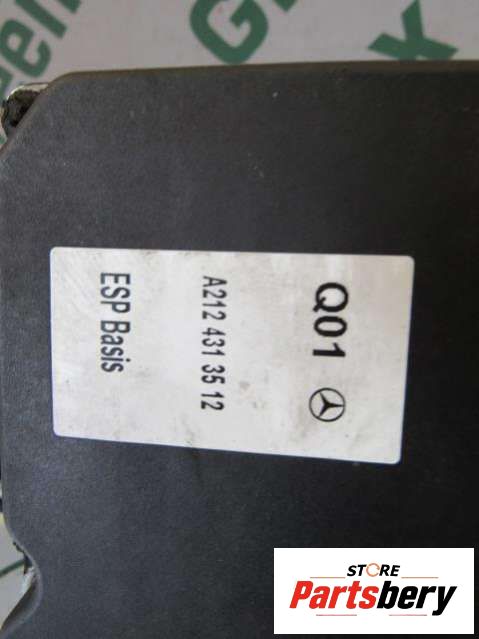 Q01
A212 431 35 12
ESP Basis
STORE
Partsbery